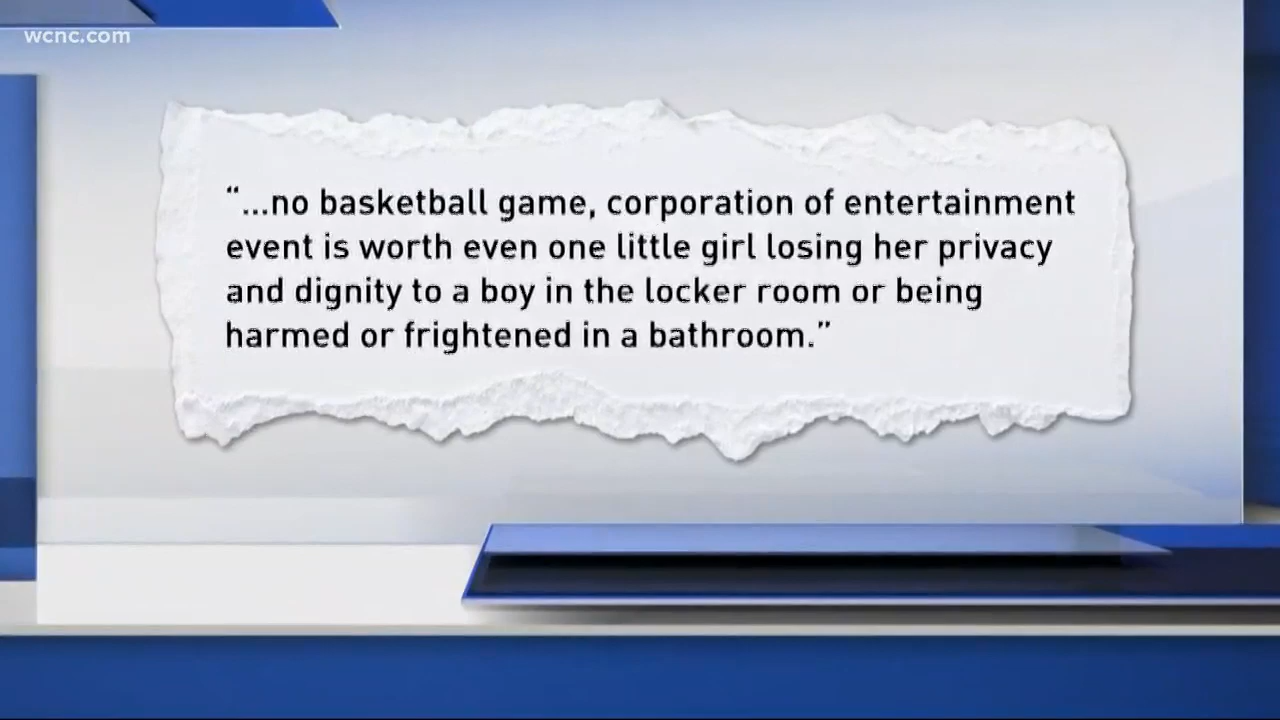 wcnc.com
“...no basketball game, corporation of entertainment
event is worth even one little girl losing her privacy
and dignity to a boy in the locker room or being
harmed or frightened in a bathroom.”